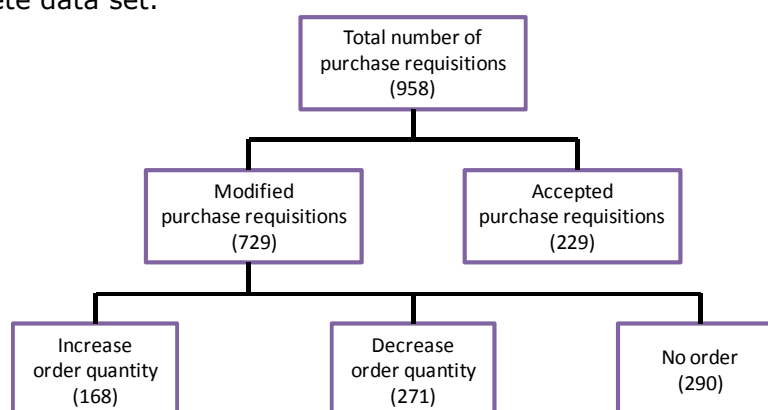 data set.
Total number of
purchase requisitions
(958)
Modified
purchase requisitions
(729)
Accepted
purchase requisitions
(229)
Increase
order quantity
(168)
Decrease
order quantity
(271)
No order
(290)